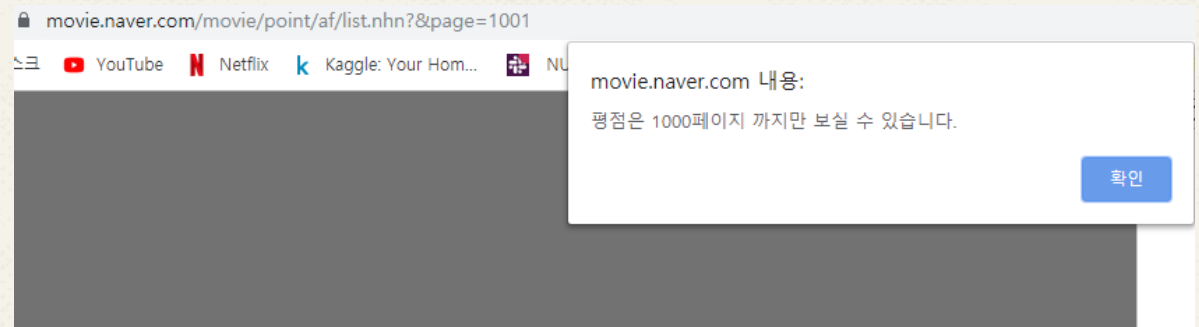 movie.naver.com/movie/point/af/list.nhn?&page=1001
스크 YouTube Netflix Kaggle: Your Hom... NU
movie.naver.com 내용:
평점은 1000페이지 까지만 보실 수 있습니다.
확인